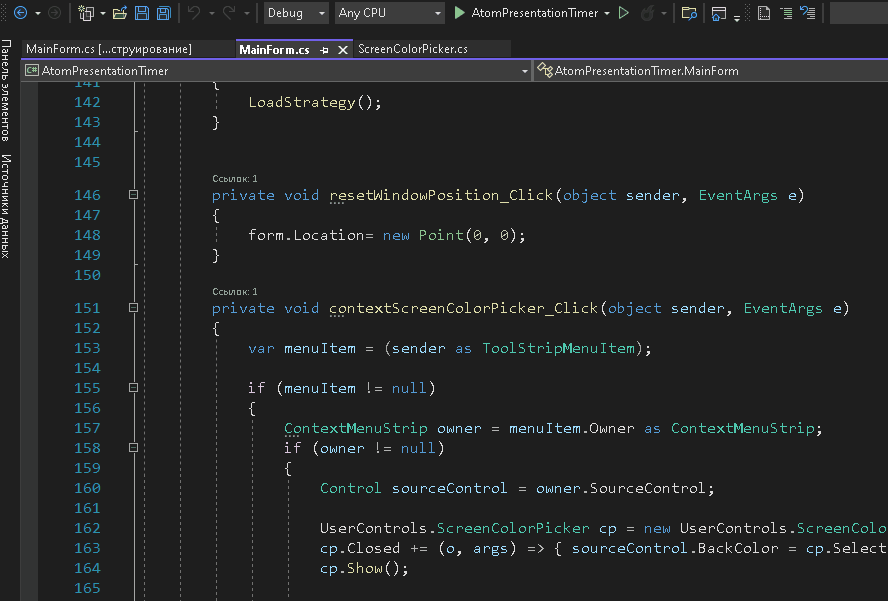 Debug Any CPU AtomPresentationTimer
MainForm.cs [...струирование] MainForm.cs ScreenColorPicker.cs
C# AtomPresentationTimer AtomPresentationTimer.MainForm
Панель элементов
Источники данных
141 {
142 LoadStrategy();
143 }
144
145
Ссылок: 1
146 private void resetWindowPosition_Click(object sender, EventArgs e)
147 {
148 form.Location= new Point(0, 0);
149 }
150
Ссылок: 1
151 private void contextScreenColorPicker_Click(object sender, EventArgs e)
152 {
153 var menuItem = (sender as ToolStripMenuItem);
154
155 if (menuItem != null)
156 {
157 ContextMenuStrip owner = menuItem.Owner as ContextMenuStrip;
158 if (owner != null)
159 {
160 Control sourceControl = owner.SourceControl;
161
162 UserControls.ScreenColorPicker cp = new UserControls.ScreenColo
163 cp.Closed += (o, args) => { sourceControl.BackColor = cp.Select
164 cp.Show();
165